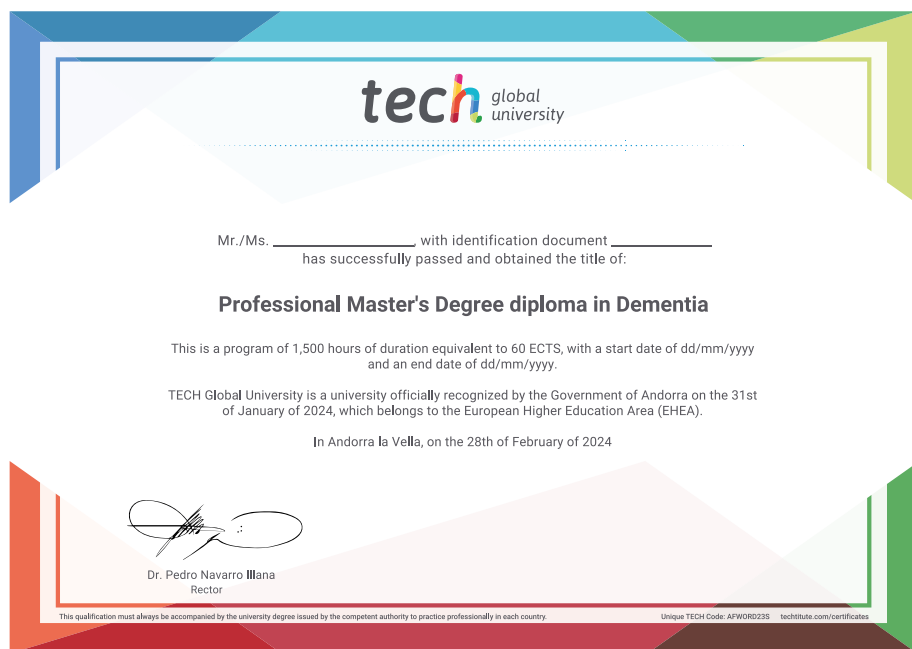 tech global
university
Mr./Ms. ____________________, with identification document ______________
has successfully passed and obtained the title of:
Professional Master's Degree diploma in Dementia
This is a program of 1,500 hours of duration equivalent to 60 ECTS, with a start date of dd/mm/yyyy
and an end date of dd/mm/yyyy.
TECH Global University is a university officially recognized by the Government of Andorra on the 31st
of January of 2024, which belongs to the European Higher Education Area (EHEA).
In Andorra la Vella, on the 28th of February of 2024
Dr. Pedro Navarro Illana
Rector
This qualification must always be accompanied by the university degree issued by the competent authority to practice professionally in each country.
Unique TECH Code: AFWORD23S techtitute.com/certificates